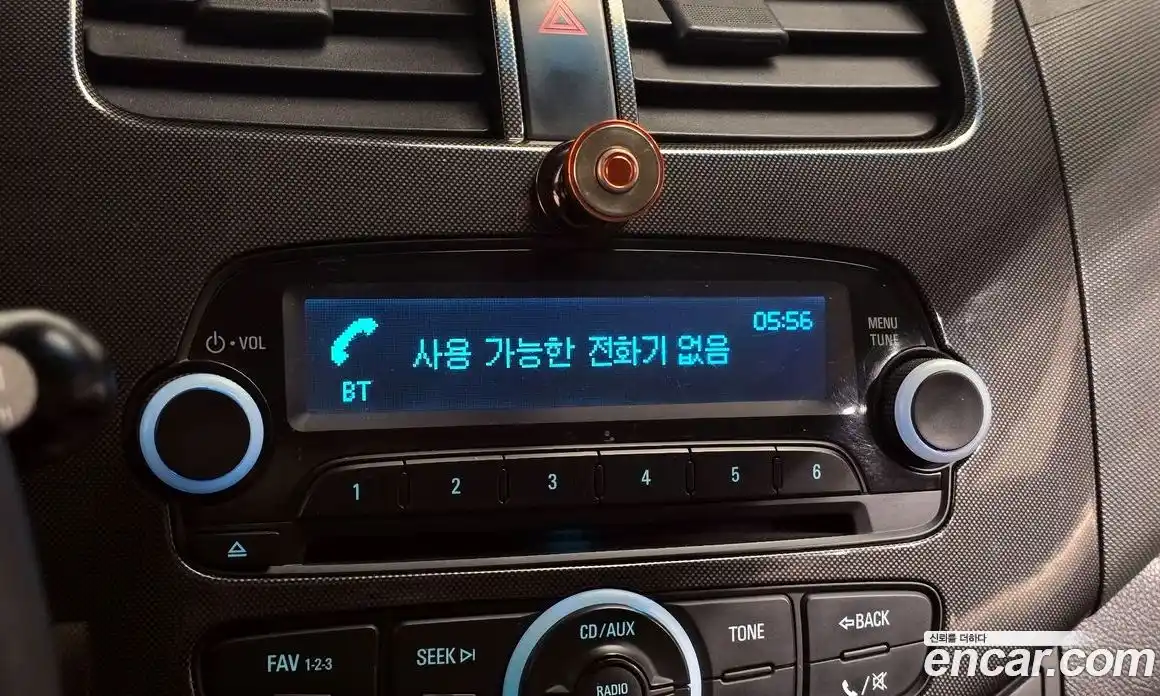 VOL
MENU
TUNE
05:56
사용 가능한 전화기 없음
BT
1 2 3 4 5 6
CD/AUX
FAV 1-2-3
SEEK
TONE
BACK
RADIO
신뢰를 더하다
encar.com